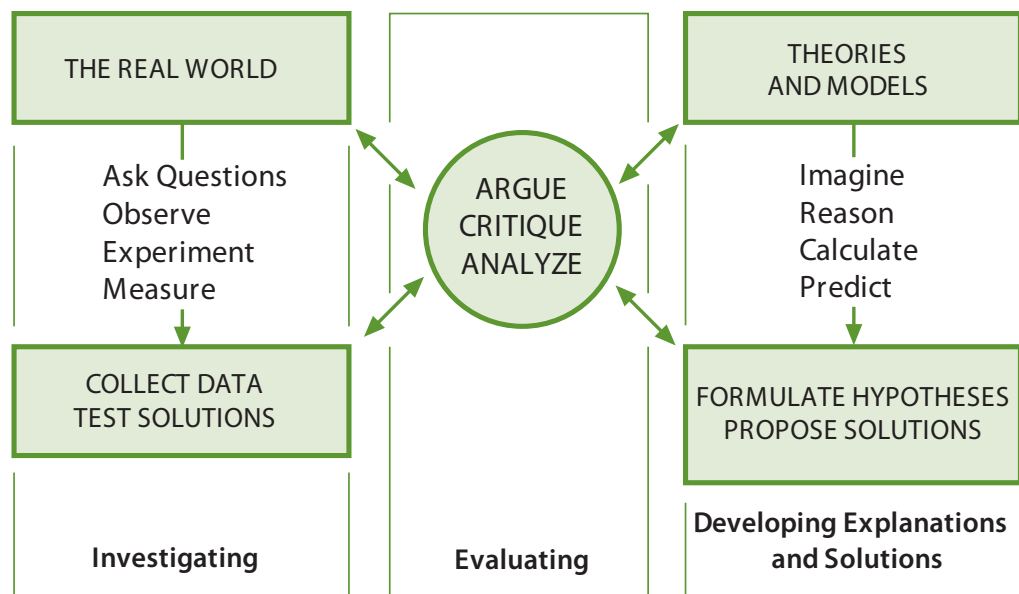 THE REAL WORLD
Ask Questions
Observe
Experiment
Measure
COLLECT DATA
TEST SOLUTIONS
Investigating
ARGUE
CRITIQUE
ANALYZE
Evaluating
THEORIES
AND MODELS
Imagine
Reason
Calculate
Predict
FORMULATE HYPOTHESES
PROPOSE SOLUTIONS
Developing Explanations
and Solutions